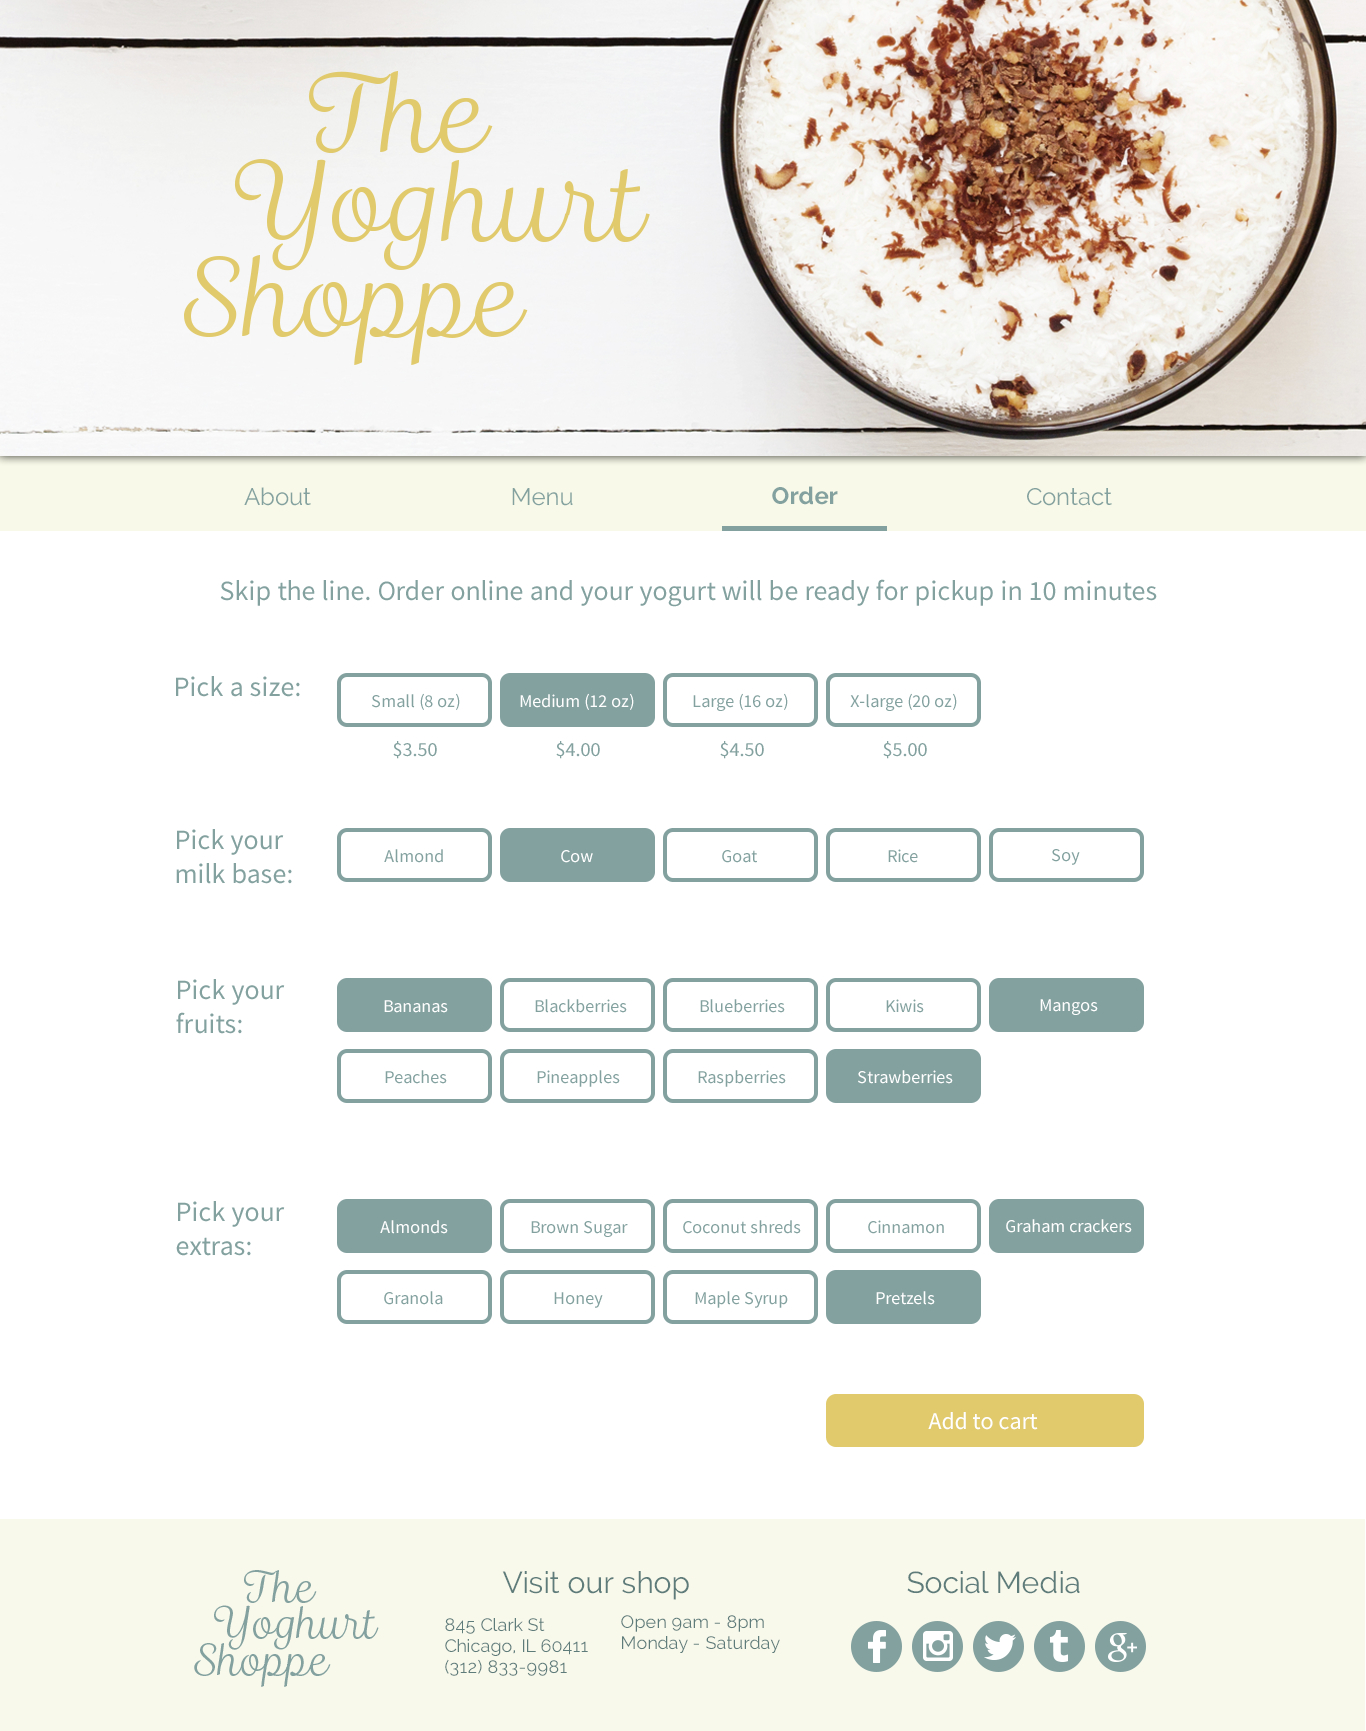 The
Yoghurt
Shoppe
About Menu Order Contact
Skip the line. Order online and your yogurt will be ready for pickup in 10 minutes
Pick a size:
Small (8 oz) Medium (12 oz) Large (16 oz) X-large (20 oz)
$3.50 $4.00 $4.50 $5.00
Pick your
milk base:
Almond Cow Goat Rice Soy
Pick your
fruits:
Bananas Blackberries Blueberries Kiwis Mangos
Peaches Pineapples Raspberries Strawberries
Pick your
extras:
Almonds Brown Sugar Coconut shreds Cinnamon Graham crackers
Granola Honey Maple Syrup Pretzels
Add to cart
The
Yoghurt
Shoppe
Visit our shop
845 Clark St
Chicago, IL 60411
(312) 833-9981
Open 9am - 8pm
Monday - Saturday
Social Media